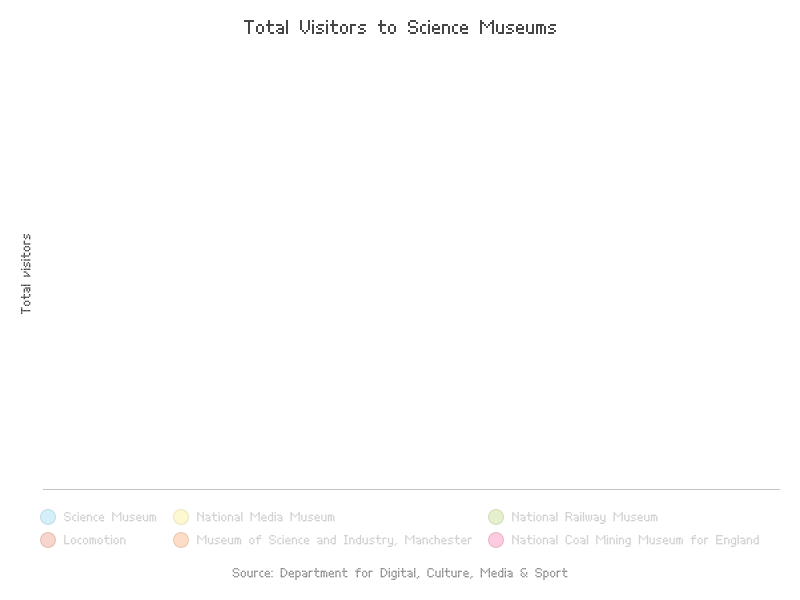 Total Visitors to Science Museums
Total visitors
Science Museum
National Media Museum
National Railway Museum
Locomotion
Museum of Science and Industry, Manchester
National Coal Mining Museum for England
Source: Department for Digital, Culture, Media & Sport